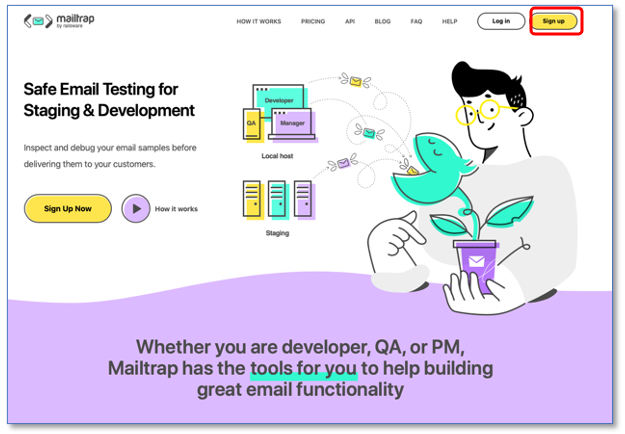 mailtrap
by railsware
HOW IT WORKS PRICING API BLOG FAQ HELP Log in Sign up
Safe Email Testing for
Staging & Development
Inspect and debug your email samples before
delivering them to your customers.
Sign Up Now How it works
Developer
QA Manager
Local host
Staging
Whether you are developer, QA, or PM,
Mailtrap has the tools for you to help building
great email functionality